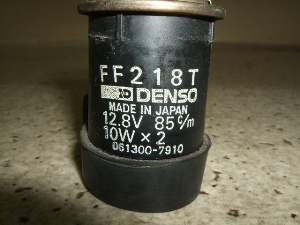 FF218T
DENSO
MADE IN JAPAN
12.8V 85 c/m
10W × 2
061300-7910